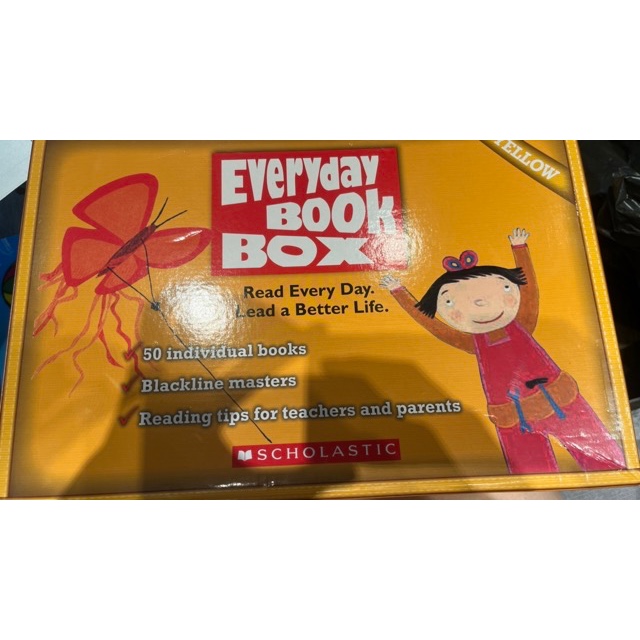 YELLOW
Everyday
Book
Box
Read Every Day.
Lead a Better Life.
50 individual books
Blackline masters
Reading tips for teachers and parents
SCHOLASTIC